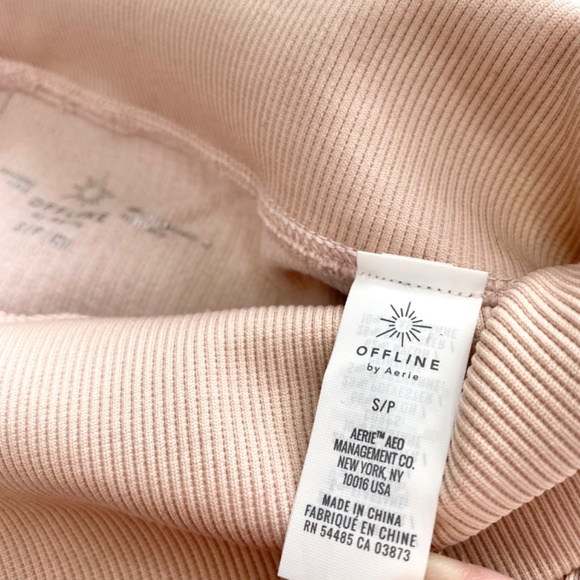 OFFLINE
S/P
OFFLINE
by Aerie
S/P
AERIE™ AEO
MANAGEMENT CO.
NEW YORK, NY
10016 USA
MADE IN CHINA
FABRIQUÉ EN CHINE
RN 54485 CA 03873